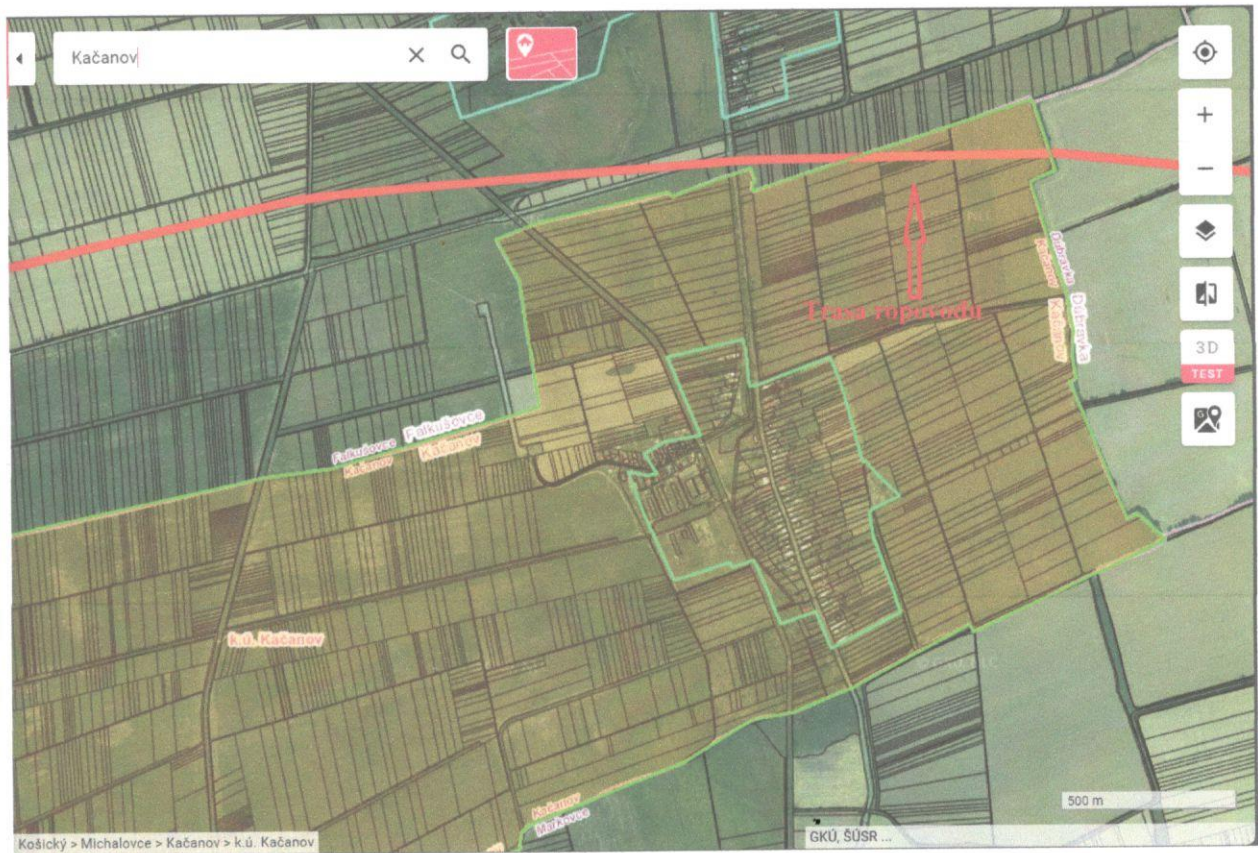 Kačanov
3D
TEST
Trasa ropovodu
Dúbravka
Kačanov
Dúbravka
Kačanov
Falkušovce
Falkušovce
Kačanov
Kačanov
k.ú. Kačanov
Kačanov
Markovce
500 m
Košický > Michalovce > Kačanov > k.ú. Kačanov
GKÚ, ŠÚSR ...